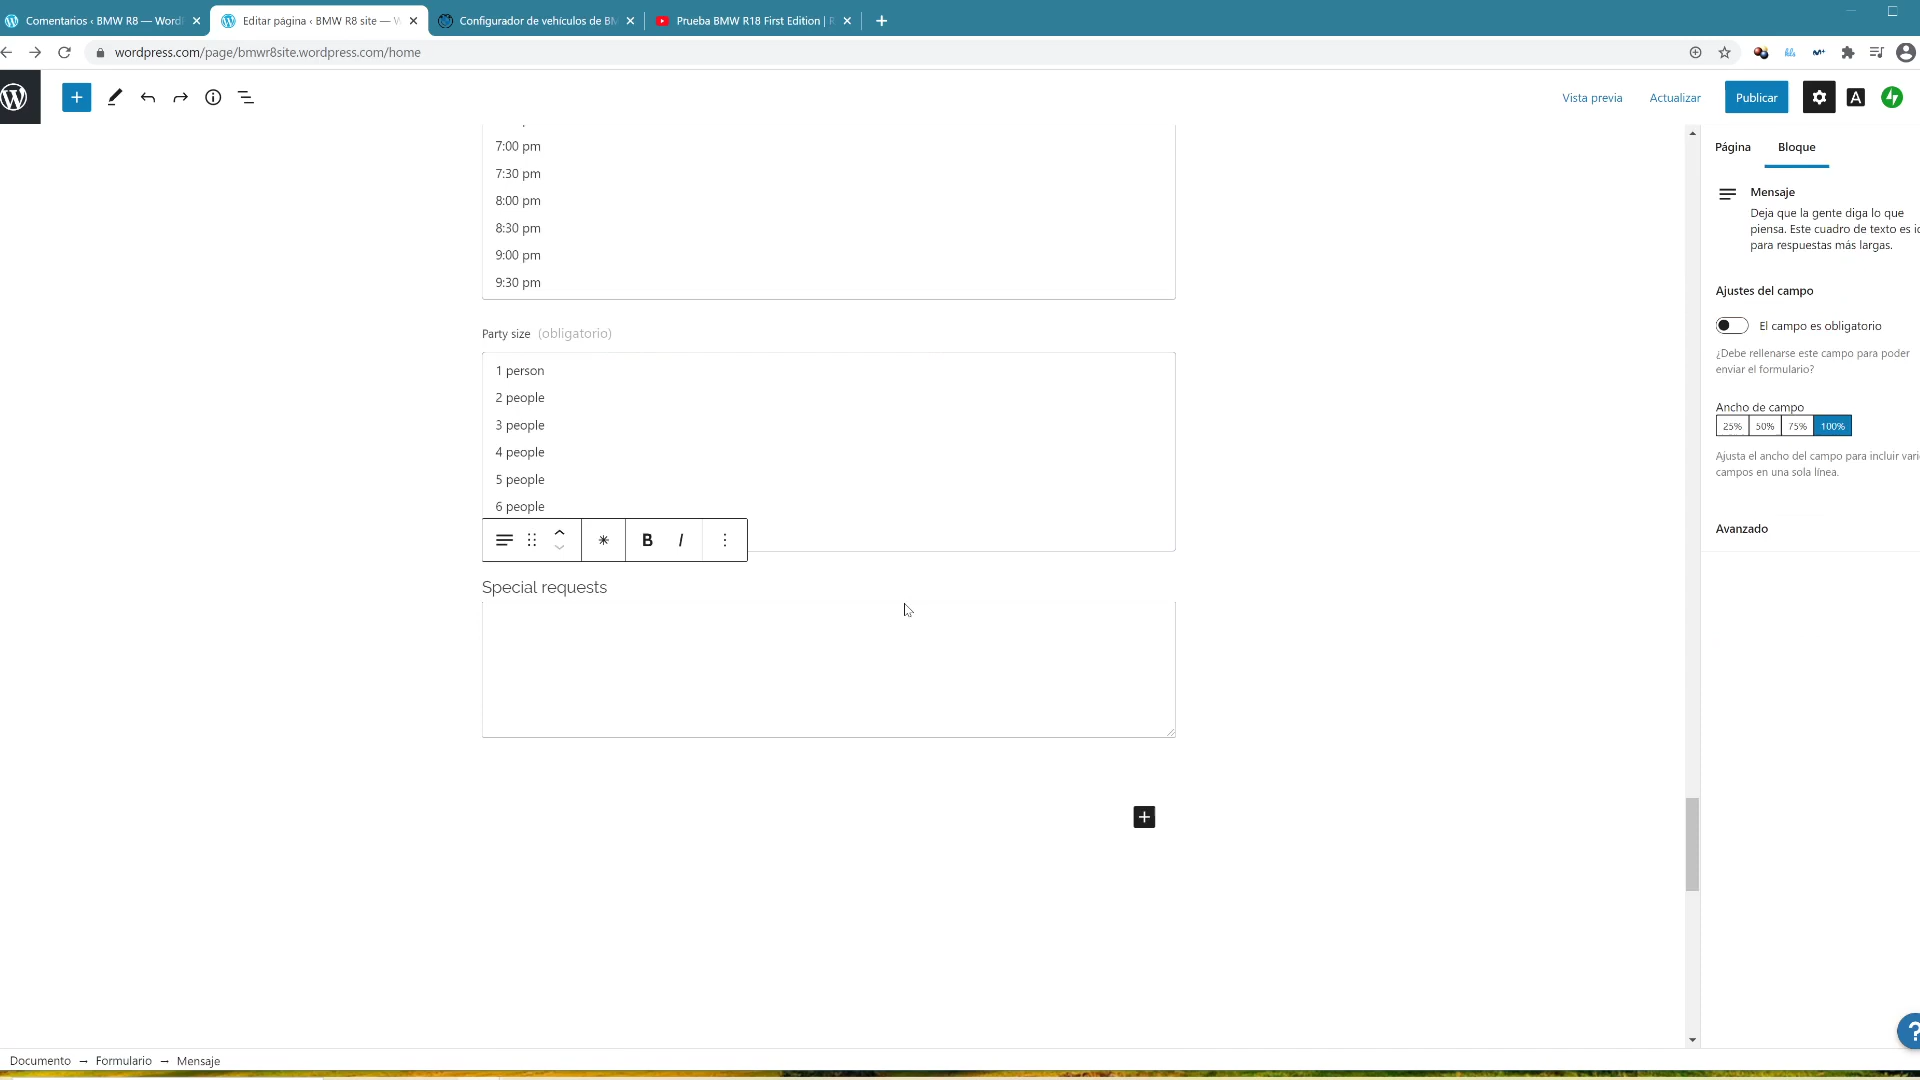 Comentarios ‹ BMW R8 — WordP
Editar página ‹ BMW R8 site — W
Configurador de vehículos de BM
Prueba BMW R18 First Edition | R
wordpress.com/page/bmwr8site.wordpress.com/home
Vista previa
Actualizar
Publicar
7:00 pm
7:30 pm
8:00 pm
8:30 pm
9:00 pm
9:30 pm
Party size (obligatorio)
1 person
2 people
3 people
4 people
5 people
6 people
B I
Special requests
Página
Bloque
Mensaje
Deja que la gente diga lo que
piensa. Este cuadro de texto es
para respuestas más largas.
Ajustes del campo
El campo es obligatorio
¿Debe rellenarse este campo para poder
enviar el formulario?
Ancho de campo
25% 50% 75% 100%
Ajusta el ancho del campo para incluir vari
campos en una sola línea.
Avanzado
Documento → Formulario → Mensaje